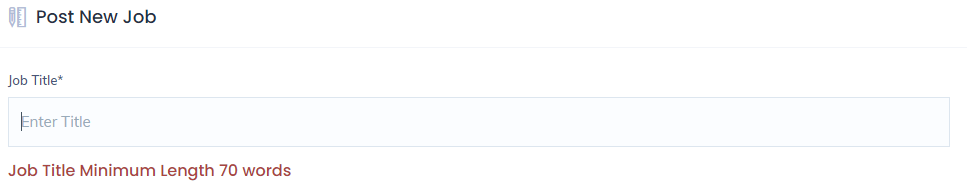 Post New Job
Job Title*
Enter Title
Job Title Minimum Length 70 words